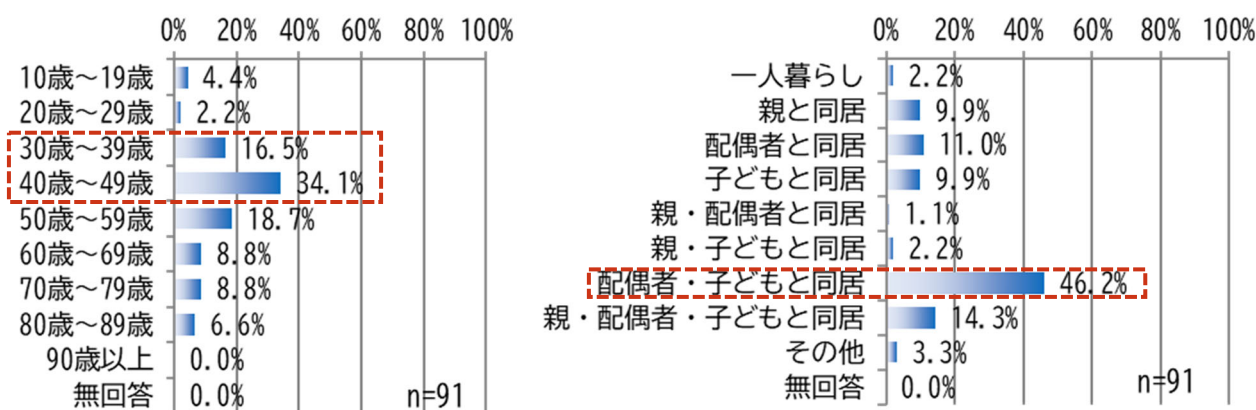 0% 20% 40% 60% 80% 100%
10歳～19歳 4.4%
20歳～29歳 2.2%
30歳～39歳 16.5%
40歳～49歳 34.1%
50歳～59歳 18.7%
60歳～69歳 8.8%
70歳～79歳 8.8%
80歳～89歳 6.6%
90歳以上 0.0%
無回答 0.0%
n=91
0% 20% 40% 60% 80% 100%
一人暮らし 2.2%
親と同居 9.9%
配偶者と同居 11.0%
子どもと同居 9.9%
親・配偶者と同居 1.1%
親・子どもと同居 2.2%
配偶者・子どもと同居 46.2%
親・配偶者・子どもと同居 14.3%
その他 3.3%
無回答 0.0%
n=91